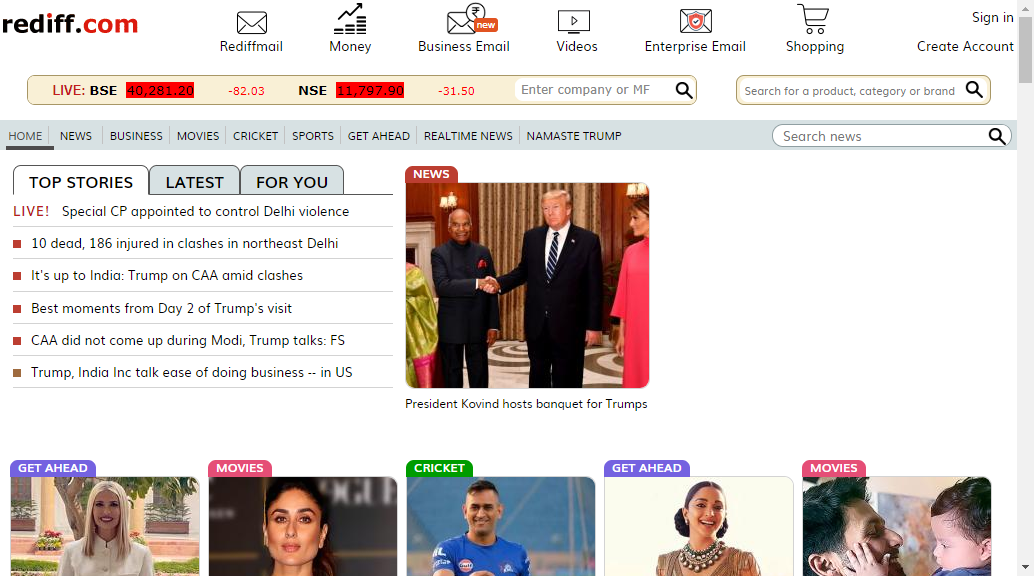 rediff.com
Rediffmail
Money
₹
new
Business Email
Videos
Enterprise Email
Shopping
Sign in
Create Account
LIVE: BSE 40,281.20 -82.03 NSE 11,797.90 -31.50
Enter company or MF
Search for a product, category or brand
HOME NEWS BUSINESS MOVIES CRICKET SPORTS GET AHEAD REALTIME NEWS NAMASTE TRUMP
Search news
TOP STORIES LATEST FOR YOU
LIVE! Special CP appointed to control Delhi violence
10 dead, 186 injured in clashes in northeast Delhi
It's up to India: Trump on CAA amid clashes
Best moments from Day 2 of Trump's visit
CAA did not come up during Modi, Trump talks: FS
Trump, India Inc talk ease of doing business -- in US
NEWS
President Kovind hosts banquet for Trumps
GET AHEAD
MOVIES
CRICKET
GET AHEAD
MOVIES